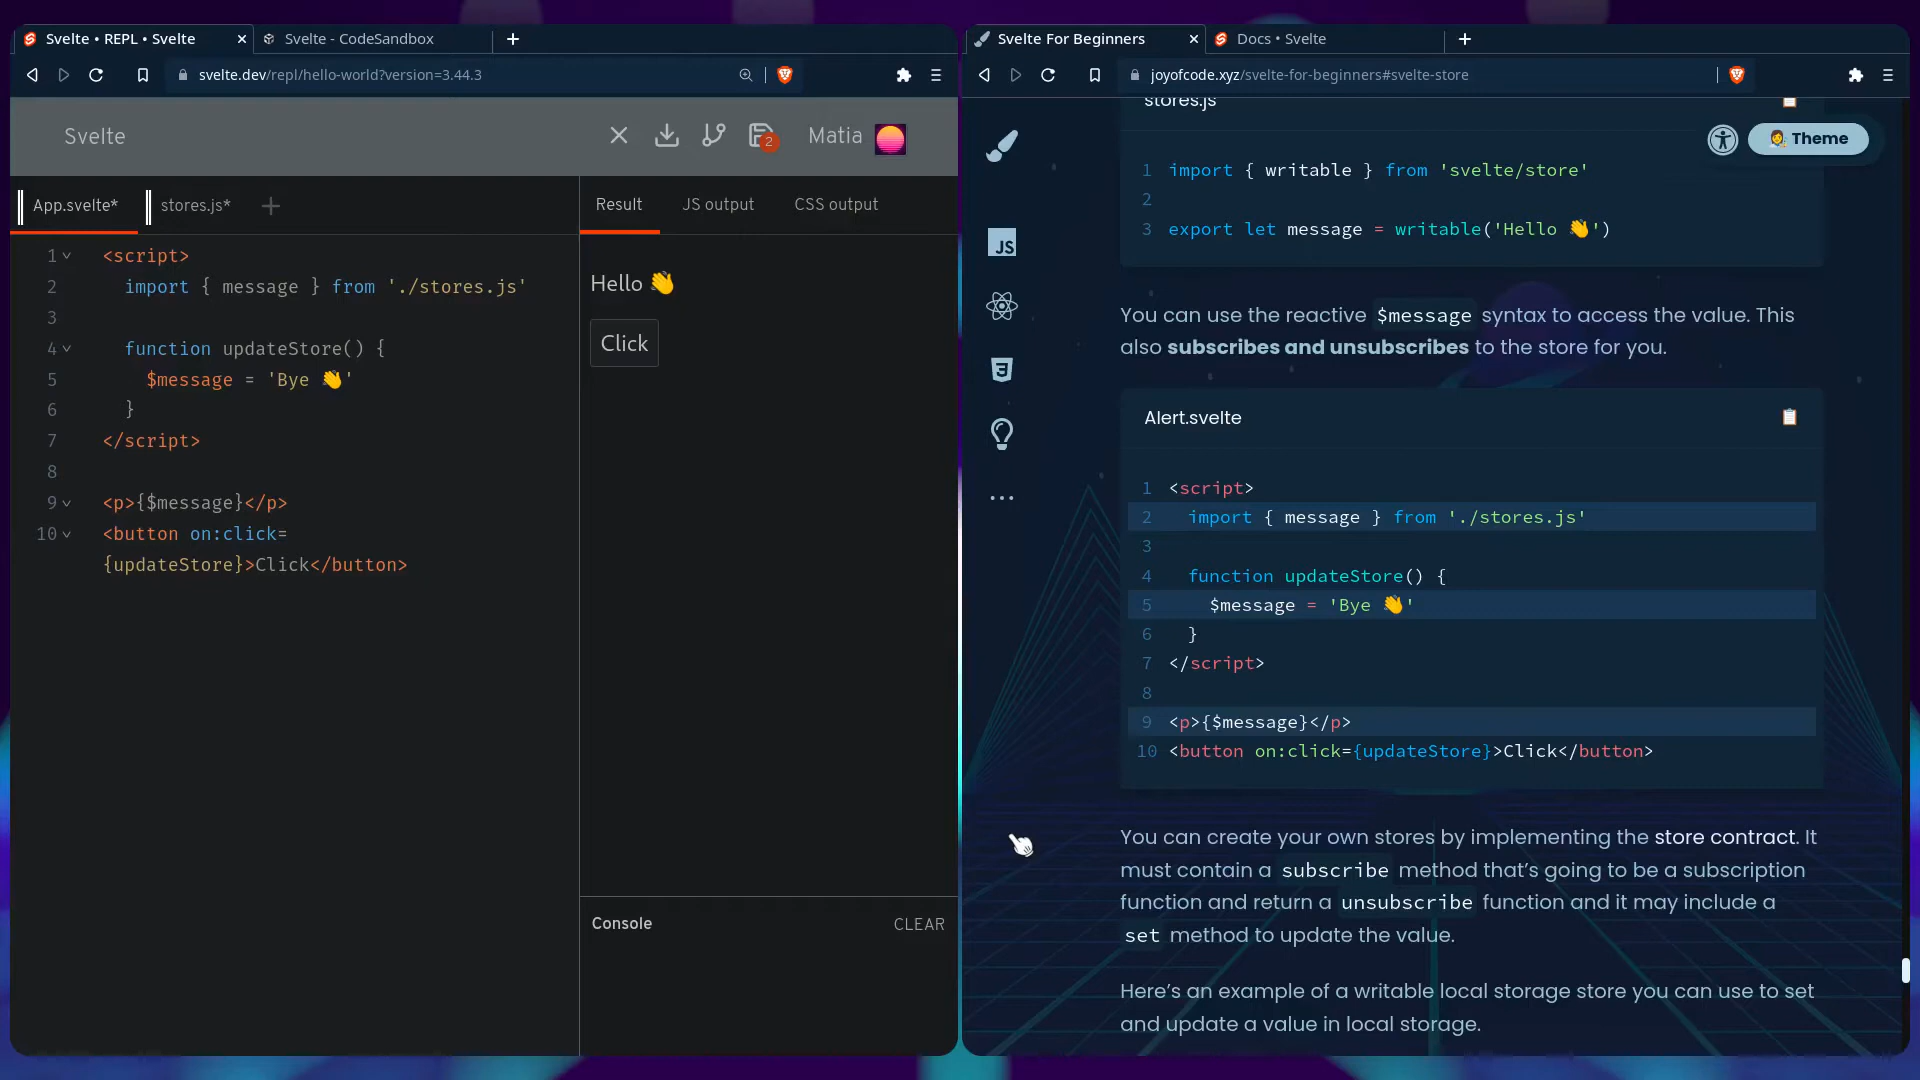 Svelte • REPL • Svelte
Svelte - CodeSandbox
svelte.dev/repl/hello-world?version=3.44.3
Svelte
2
Matia
App.svelte*
stores.js*
1 <script>
2 import { message } from './stores.js'
3
4 function updateStore() {
5 $message = 'Bye 👋'
6 }
7 </script>
8
9 <p>{$message}</p>
10 <button on:click=
{updateStore}>Click</button>
Result
JS output
CSS output
Hello 👋
Click
Console
CLEAR
Svelte For Beginners
Docs • Svelte
joyofcode.xyz/svelte-for-beginners#svelte-store
JS
3
Theme
stores.js
1 import { writable } from 'svelte/store'
2
3 export let message = writable('Hello 👋')
You can use the reactive $message syntax to access the value. This
also subscribes and unsubscribes to the store for you.
Alert.svelte
1 <script>
2 import { message } from './stores.js'
3
4 function updateStore() {
5 $message = 'Bye 👋'
6 }
7 </script>
8
9 <p>{$message}</p>
10 <button on:click={updateStore}>Click</button>
You can create your own stores by implementing the store contract. It
must contain a subscribe method that's going to be a subscription
function and return a unsubscribe function and it may include a
set method to update the value.
Here's an example of a writable local storage store you can use to set
and update a value in local storage.